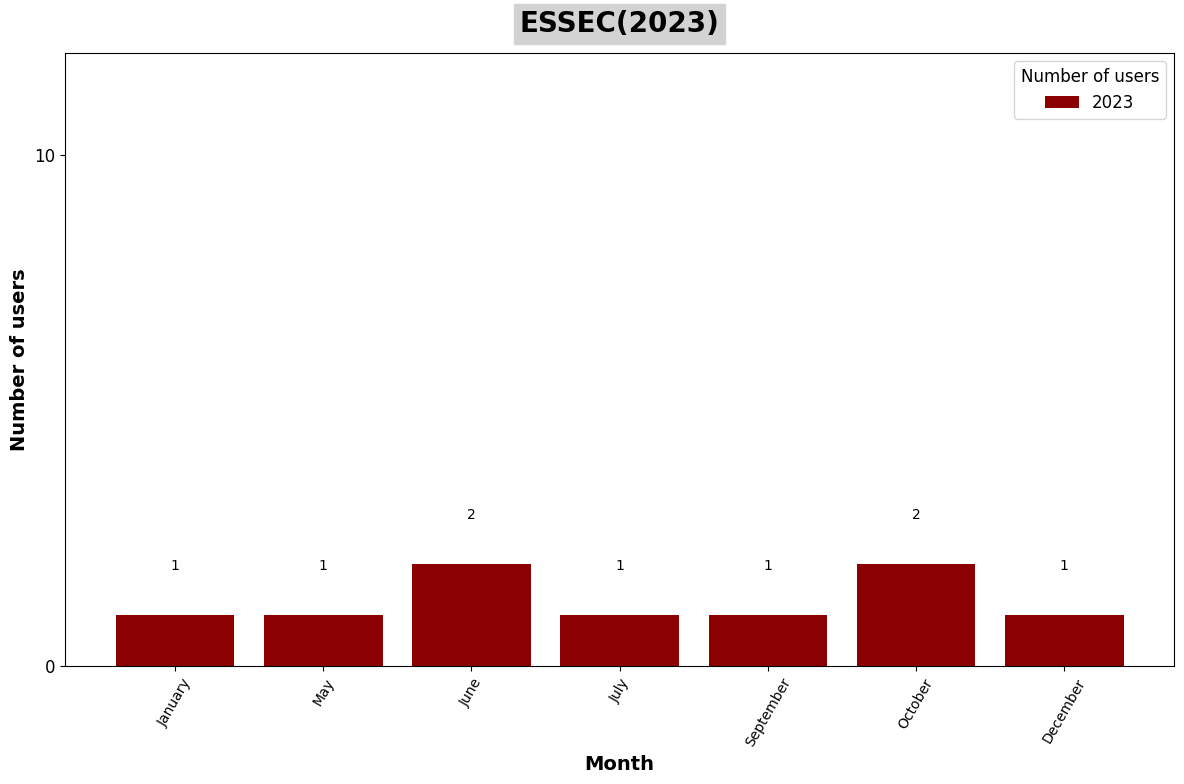 ESSEC(2023)
Number of users
2023
10
Number of users
2
2
1
1
1
1
1
0
January
May
June
July
September
October
December
Month